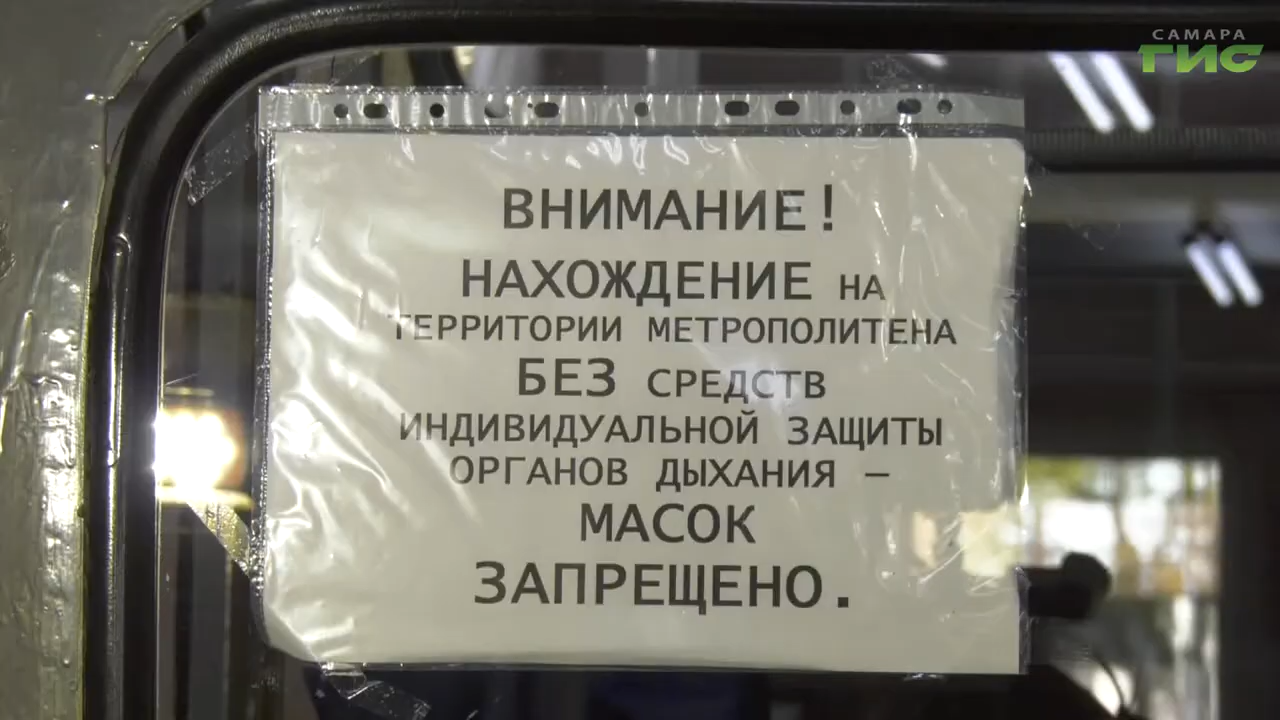 САМАРА
ГИС
ВНИМАНИЕ!
НАХОЖДЕНИЕ НА
ТЕРРИТОРИИ МЕТРОПОЛИТЕНА
БЕЗ СРЕДСТВ
ИНДИВИДУАЛЬНОЙ ЗАЩИТЫ
ОРГАНОВ ДЫХАНИЯ –
МАСОК
ЗАПРЕЩЕНО.